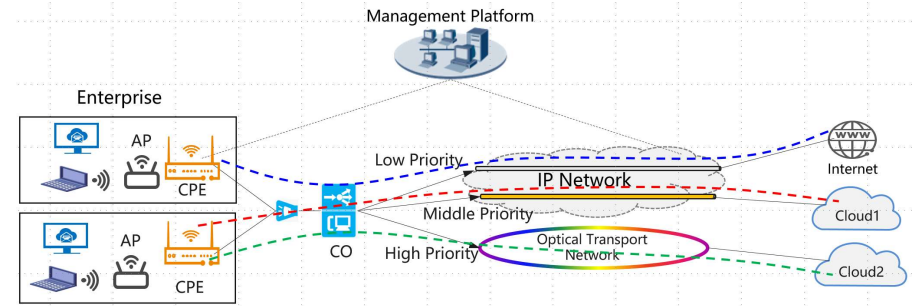 Management Platform
Enterprise
AP
CPE
AP
CPE
CO
Low Priority
Middle Priority
High Priority
IP Network
Optical Transport
Network
WWW
Internet
Cloud1
Cloud2